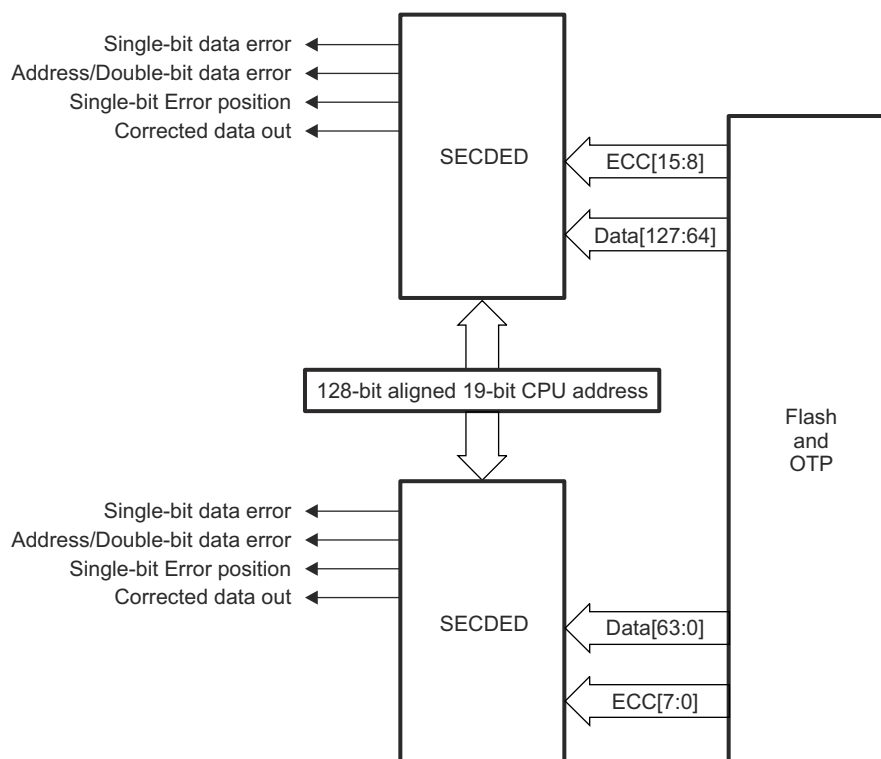 Single-bit data error
Address/Double-bit data error
Single-bit Error position
Corrected data out
SECDED
ECC[15:8]
Data[127:64]
128-bit aligned 19-bit CPU address
Flash
and
OTP
Single-bit data error
Address/Double-bit data error
Single-bit Error position
Corrected data out
SECDED
Data[63:0]
ECC[7:0]